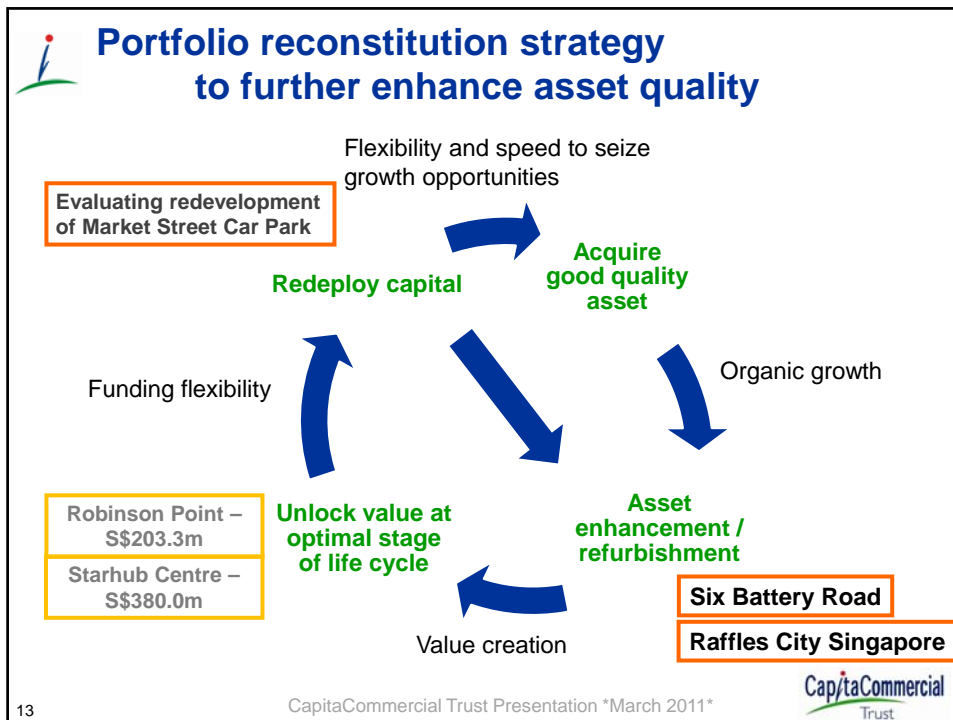 Portfolio reconstitution strategy
to further enhance asset quality
Flexibility and speed to seize
growth opportunities
Evaluating redevelopment
of Market Street Car Park
Redeploy capital
Acquire
good quality
asset
Funding flexibility
Organic growth
Robinson Point –
S$203.3m
Starhub Centre –
S$380.0m
Unlock value at
optimal stage
of life cycle
Asset
enhancement /
refurbishment
Value creation
Six Battery Road
Raffles City Singapore
13
CapitaCommercial Trust Presentation *March 2011*
CapitaCommercial
Trust